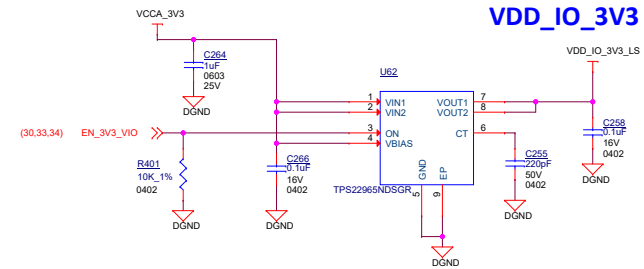 VDD_IO_3V3
VCCA_3V3
VDD_IO_3V3_LS
C264
1uF
0603
25V
DGND
U62
1 VIN1 VOUT1 7
2 VIN2 VOUT2 8
3 ON CT 6
4 VBIAS
GND EP
5 9
TPS22965NDSGR
(30,33,34) EN_3V3_VIO
R401
10K_1%
0402
DGND
C266
0.1uF
16V
0402
DGND
C255
220pF
50V
0402
DGND
C258
0.1uF
16V
0402
DGND
DGND